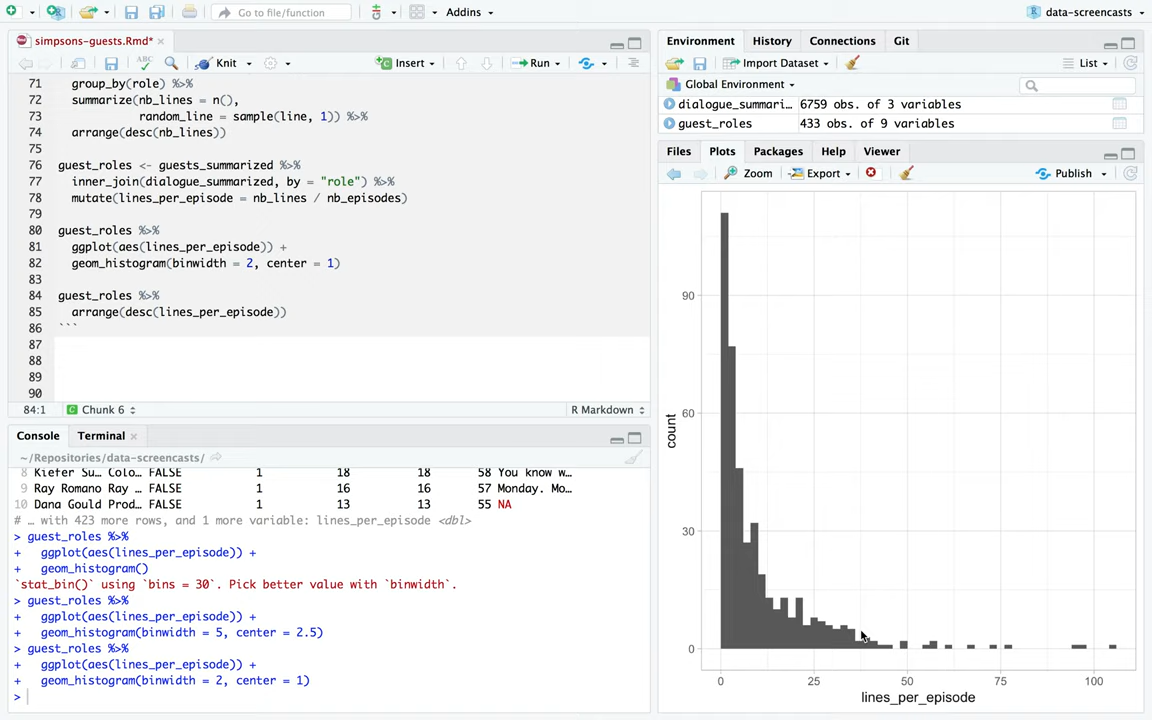 Go to file/function
Addins
data-screencasts
simpsons-guests.Rmd*
Knit
Insert
Run
71 group_by(role) %>%
72 summarize(nb_lines = n(),
73 random_line = sample(line, 1)) %>%
74 arrange(desc(nb_lines))
75
76 guest_roles <- guests_summarized %>%
77 inner_join(dialogue_summarized, by = "role") %>%
78 mutate(lines_per_episode = nb_lines / nb_episodes)
79
80 guest_roles %>%
81 ggplot(aes(lines_per_episode)) +
82 geom_histogram(binwidth = 2, center = 1)
83
84 guest_roles %>%
85 arrange(desc(lines_per_episode))
86 ```
87
88
89
90
84:1 Chunk 6 R Markdown
Console Terminal
~/Repositories/data-screencasts/
8 Kiefer Su… Colo… FALSE 1 18 18 58 You know w…
9 Ray Romano Ray … FALSE 1 16 16 57 Monday. Mo…
10 Dana Gould Prod… FALSE 1 13 13 55 NA
# … with 423 more rows, and 1 more variable: lines_per_episode <dbl>
> guest_roles %>%
+ ggplot(aes(lines_per_episode)) +
+ geom_histogram()
`stat_bin()` using `bins = 30`. Pick better value with `binwidth`.
> guest_roles %>%
+ ggplot(aes(lines_per_episode)) +
+ geom_histogram(binwidth = 5, center = 2.5)
> guest_roles %>%
+ ggplot(aes(lines_per_episode)) +
+ geom_histogram(binwidth = 2, center = 1)
>
Environment History Connections Git
Import Dataset List
Global Environment
dialogue_summari… 6759 obs. of 3 variables
guest_roles 433 obs. of 9 variables
Files Plots Packages Help Viewer
Zoom Export Publish
90
60
30
0
count
0 25 50 75 100
lines_per_episode